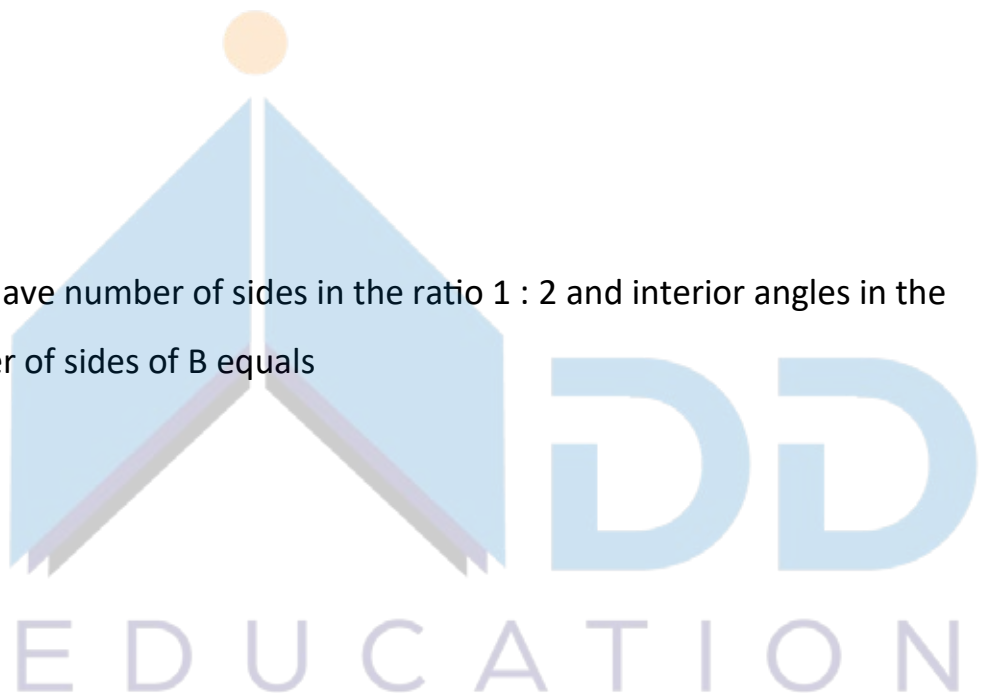 ave number of sides in the ratio 1 : 2 and interior angles in the
r of sides of B equals
DD
EDUCATION